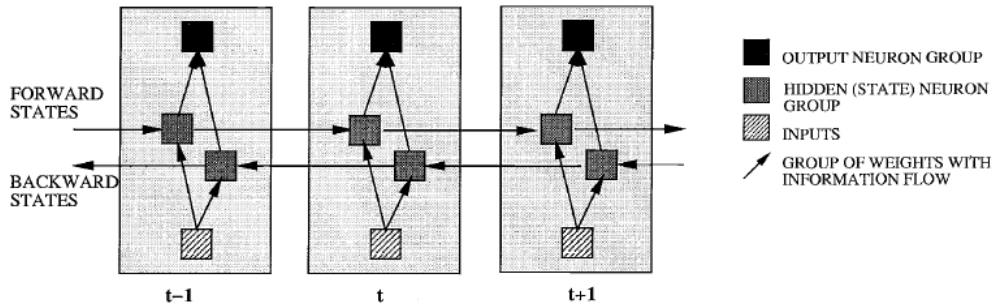 FORWARD
STATES
BACKWARD
STATES
t–1
t
t+1
OUTPUT NEURON GROUP
HIDDEN (STATE) NEURON
GROUP
INPUTS
GROUP OF WEIGHTS WITH
INFORMATION FLOW